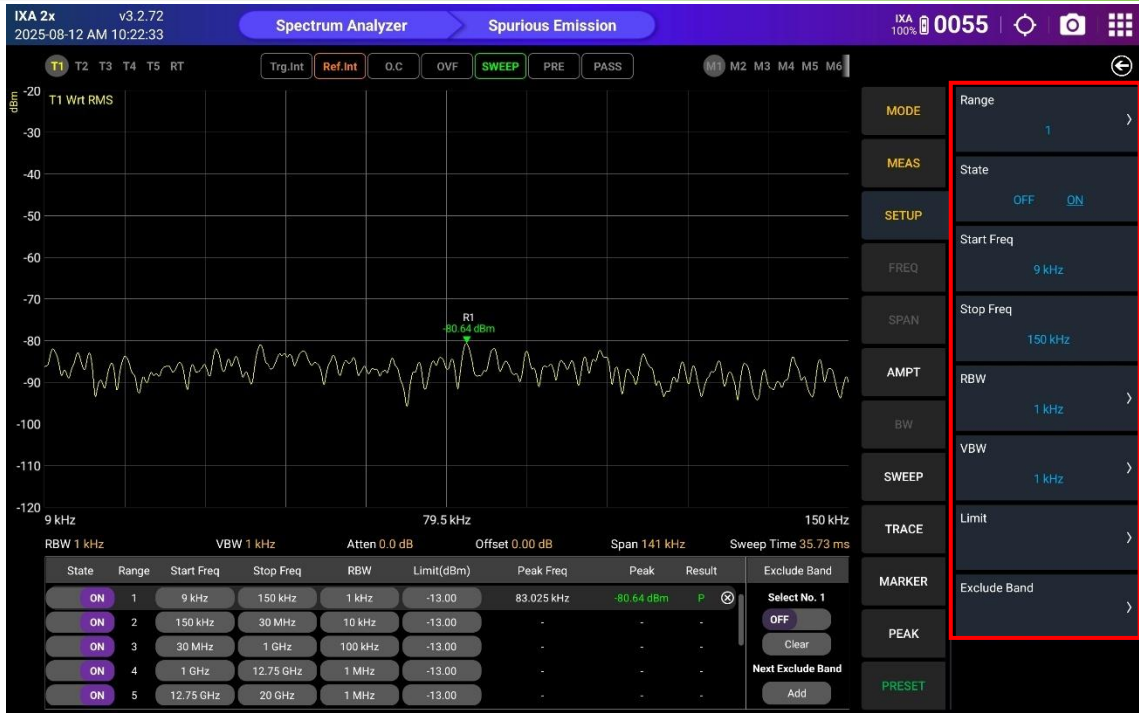 IXA 2x v3.2.72
2025-08-12 AM 10:22:33
Spectrum Analyzer
Spurious Emission
IXA
100%
0055
T1 T2 T3 T4 T5 RT
Trg.Int Ref.Int O.C OVF SWEEP PRE PASS
M1 M2 M3 M4 M5 M6
dBm
T1 Wrt RMS
-20
-30
-40
-50
-60
-70
-80
-90
-100
-110
-120
R1
-80.64 dBm
9 kHz 79.5 kHz 150 kHz
RBW 1 kHz VBW 1 kHz Atten 0.0 dB Offset 0.00 dB Span 141 kHz Sweep Time 35.73 ms
State Range Start Freq Stop Freq RBW Limit(dBm) Peak Freq Peak Result
ON 1 9 kHz 150 kHz 1 kHz -13.00 83.025 kHz -80.64 dBm P
ON 2 150 kHz 30 MHz 10 kHz -13.00 - - -
ON 3 30 MHz 1 GHz 100 kHz -13.00 - - -
ON 4 1 GHz 12.75 GHz 1 MHz -13.00 - - -
ON 5 12.75 GHz 20 GHz 1 MHz -13.00 - - -
Exclude Band
Select No. 1
OFF
Clear
Next Exclude Band
Add
MODE
MEAS
SETUP
FREQ
SPAN
AMPT
BW
SWEEP
TRACE
MARKER
PEAK
PRESET
Range
1
State
OFF ON
Start Freq
9 kHz
Stop Freq
150 kHz
RBW
1 kHz
VBW
1 kHz
Limit
Exclude Band